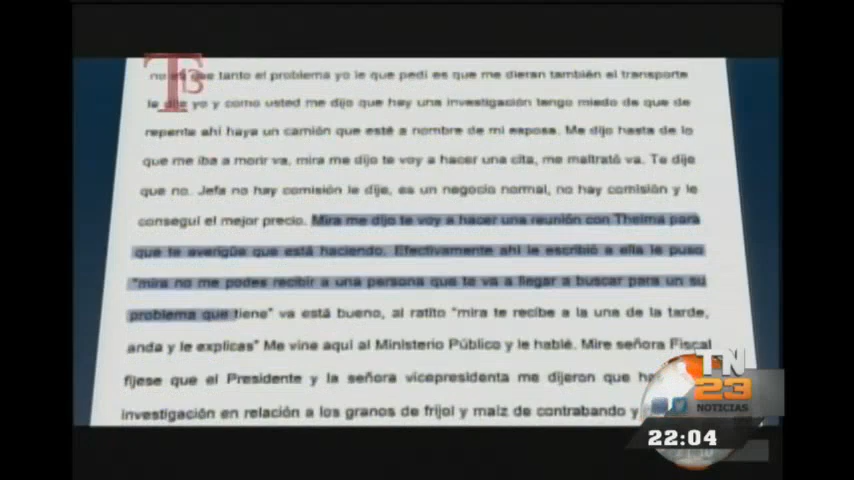 T13
no es que tanto el problema yo le que pedi es que me dieran también el transporte
le dije yo y como usted me dijo que hay una investigación tengo miedo de que de
repente ahí haya un camión que esté a nombre de mi esposa. Me dijo hasta de lo
que me iba a morir va, mira me dijo te voy a hacer una cita, me maltrató va. Te dije
que no. Jefa no hay comisión le dije, es un negocio normal, no hay comisión y le
conseguí el mejor precio. Mira me dijo te voy a hacer una reunión con Thelma para
que te averigüe que está haciendo. Efectivamente ahí le escribió a ella le puso
"mira no me podes recibir a una persona que te va a llegar a buscar para un su
problema que tiene" va está bueno, al ratito "mira te recibe a la una de la tarde,
anda y le explicas" Me vine aquí al Ministerio Público y le hablé. Mire señora Fiscal
fíjese que el Presidente y la señora vicepresidenta me dijeron que
investigación en relación a los granos de frijol y maíz de contrabando y
TN
23
NOTICIAS
22:04